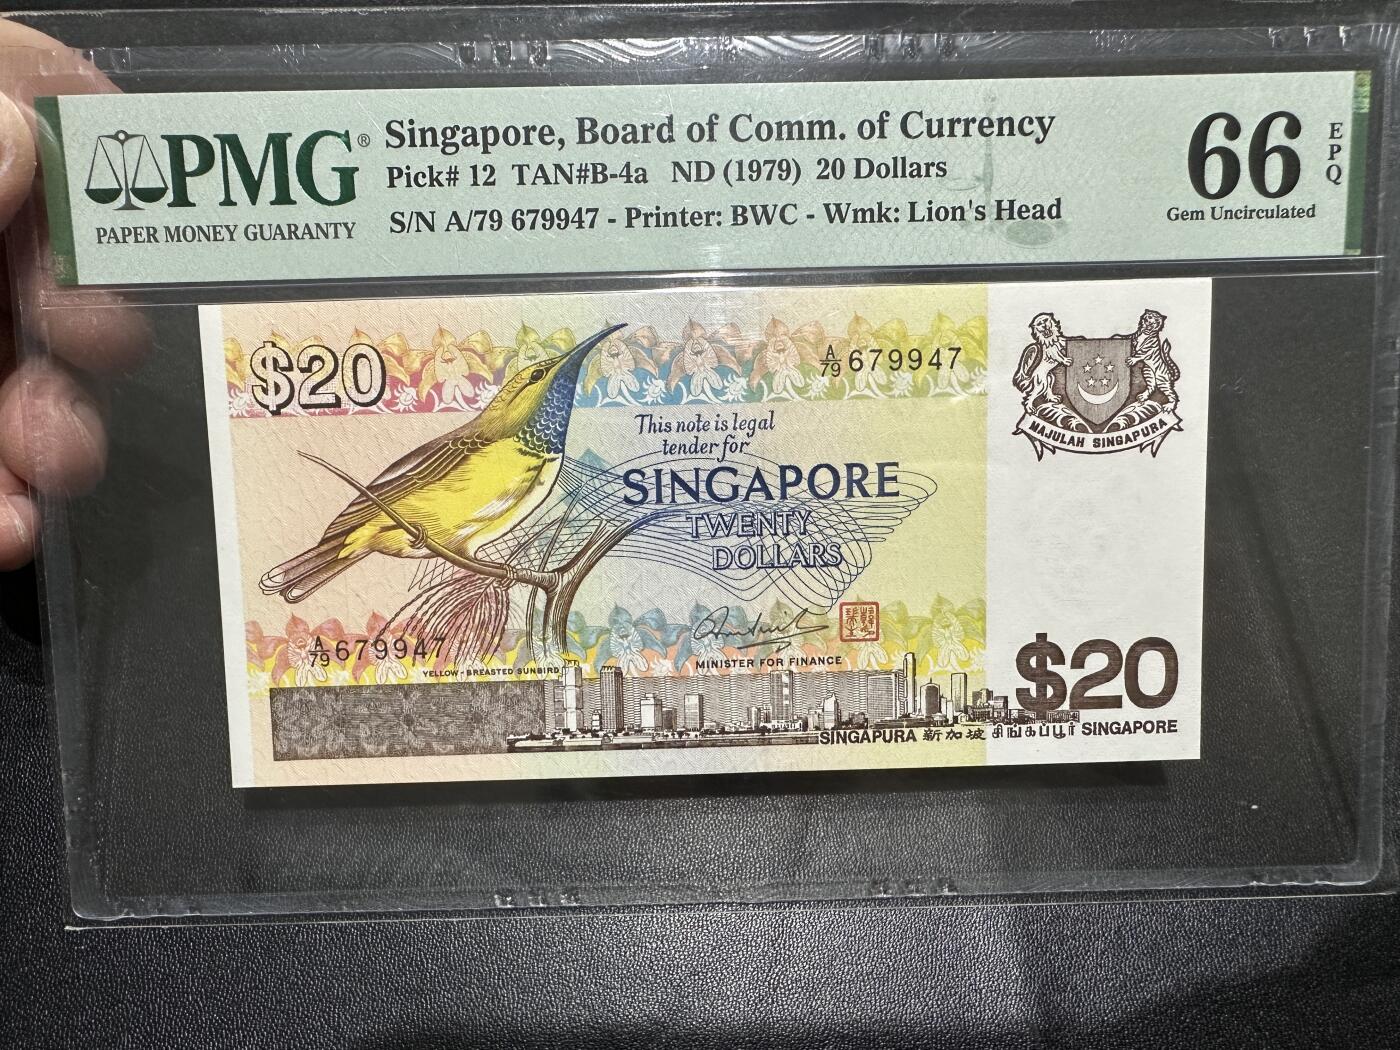 PMG®
PAPER MONEY GUARANTY
Singapore, Board of Comm. of Currency
Pick# 12 TAN#B-4a ND (1979) 20 Dollars
S/N A/79 679947 - Printer: BWC - Wmk: Lion's Head
66 EPQ
Gem Uncirculated
$20
A/79 679947
This note is legal
tender for
SINGAPORE
TWENTY
DOLLARS
MAJULAH SINGAPURA
A/79 679947
YELLOW-BREASTED SUNBIRD
MINISTER FOR FINANCE
$20
SINGAPURA 新加坡 சிங்கப்பூர் SINGAPORE